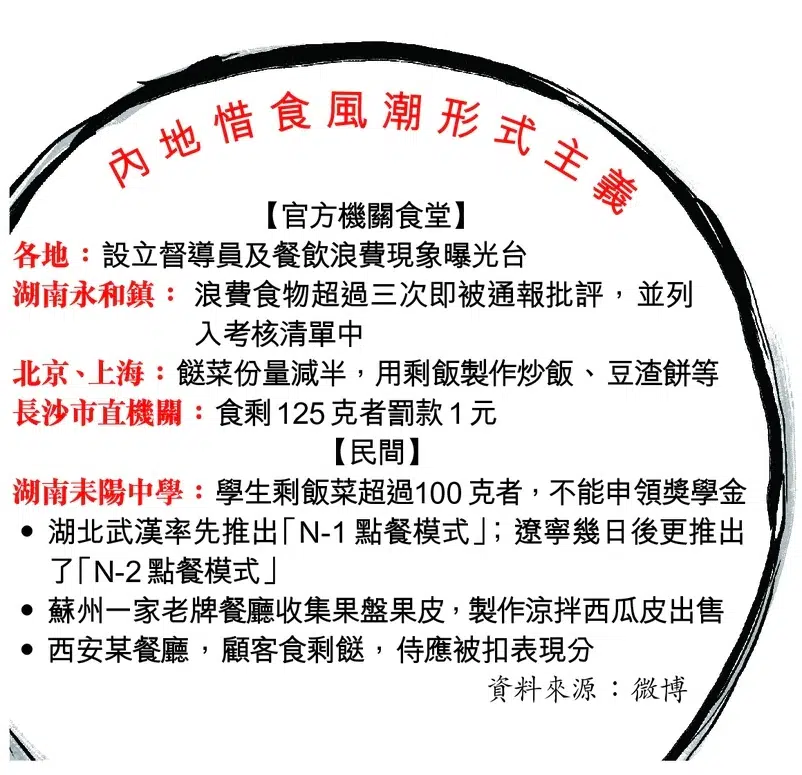 內地惜食風潮形式主義
【官方機關食堂】
各地：設立督導員及餐飲浪費現象曝光台
湖南永和鎮：浪費食物超過三次即被通報批評，並列
入考核清單中
北京、上海：餸菜份量減半，用剩飯製作炒飯、豆渣餅等
長沙市直機關：食剩125克者罰款1元
【民間】
湖南耒陽中學：學生剩飯菜超過100克者，不能申領獎學金
• 湖北武漢率先推出「N-1點餐模式」；遼寧幾日後更推出
了「N-2點餐模式」
• 蘇州一家老牌餐廳收集果盤果皮，製作涼拌西瓜皮出售
• 西安某餐廳，顧客食剩餸，侍應被扣表現分
資料來源：微博